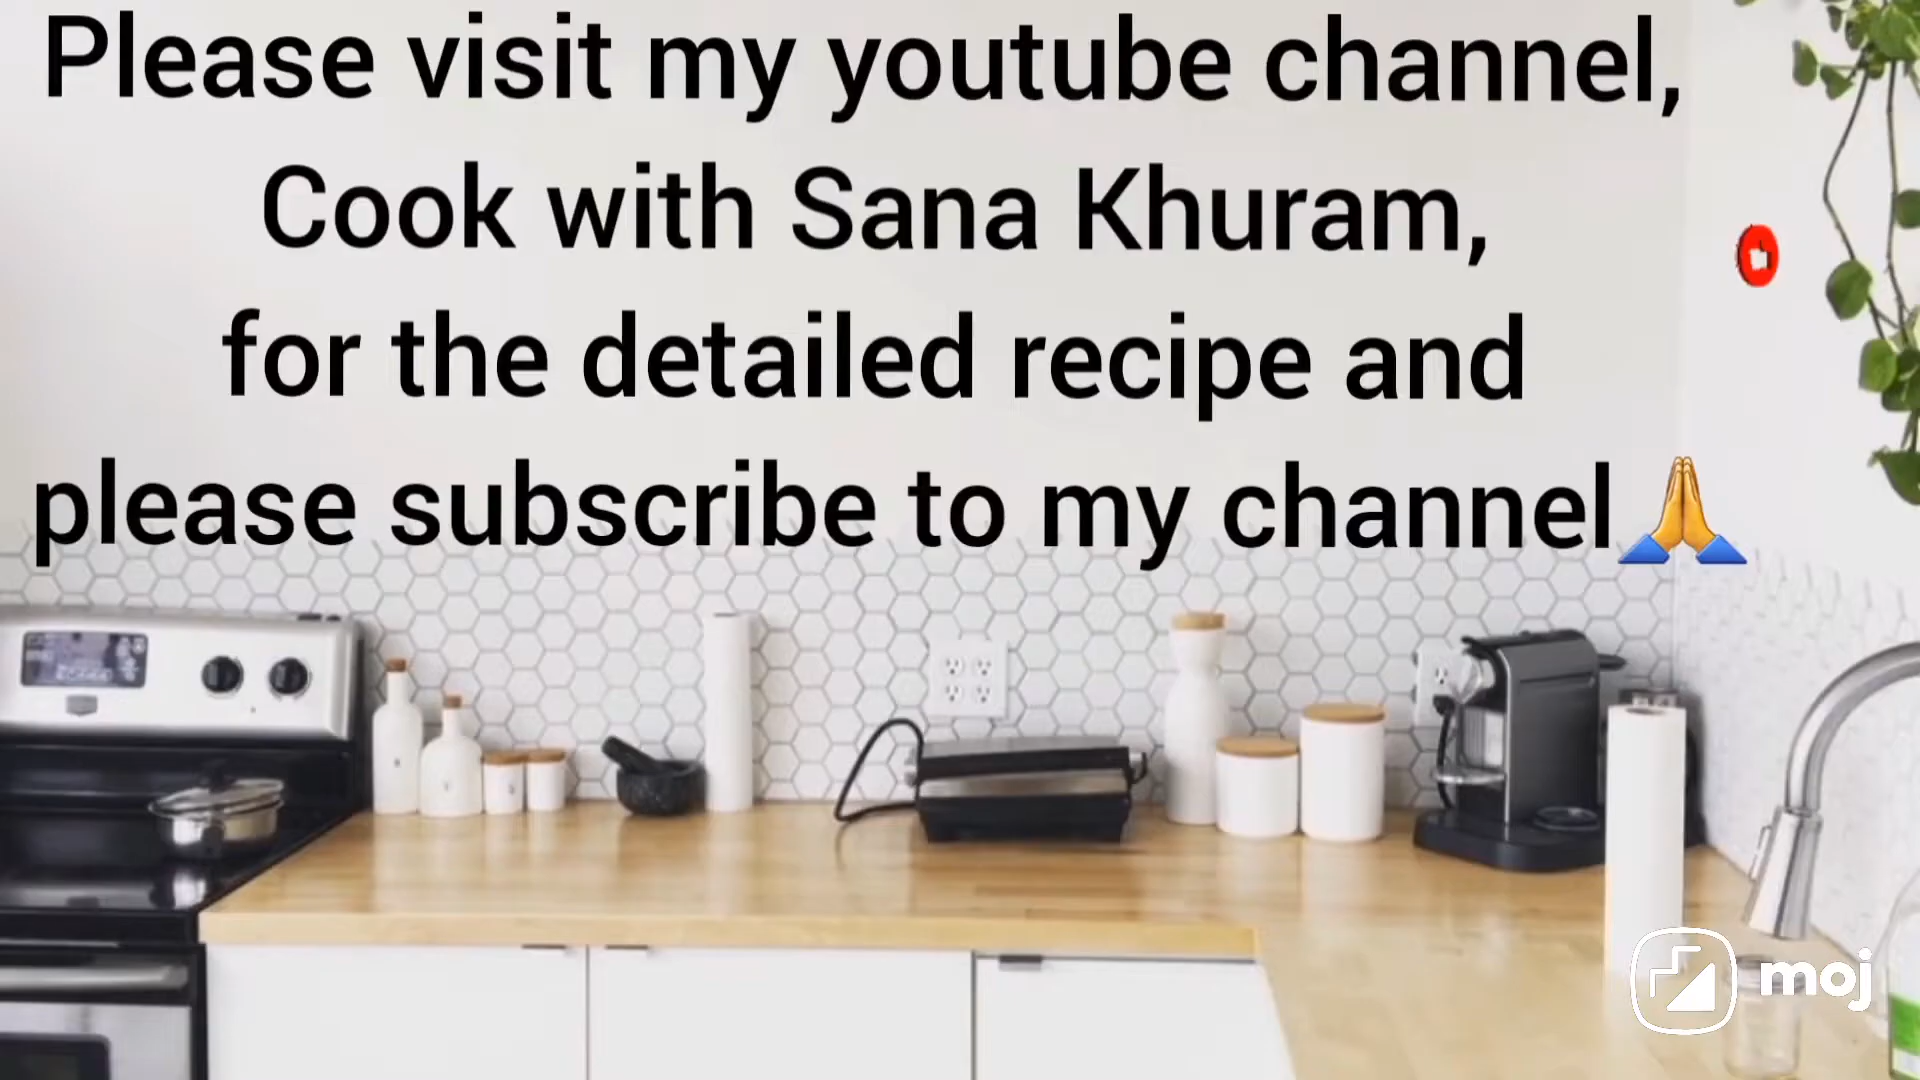 Please visit my youtube channel,
Cook with Sana Khuram,
for the detailed recipe and
please subscribe to my channel🙏
moj